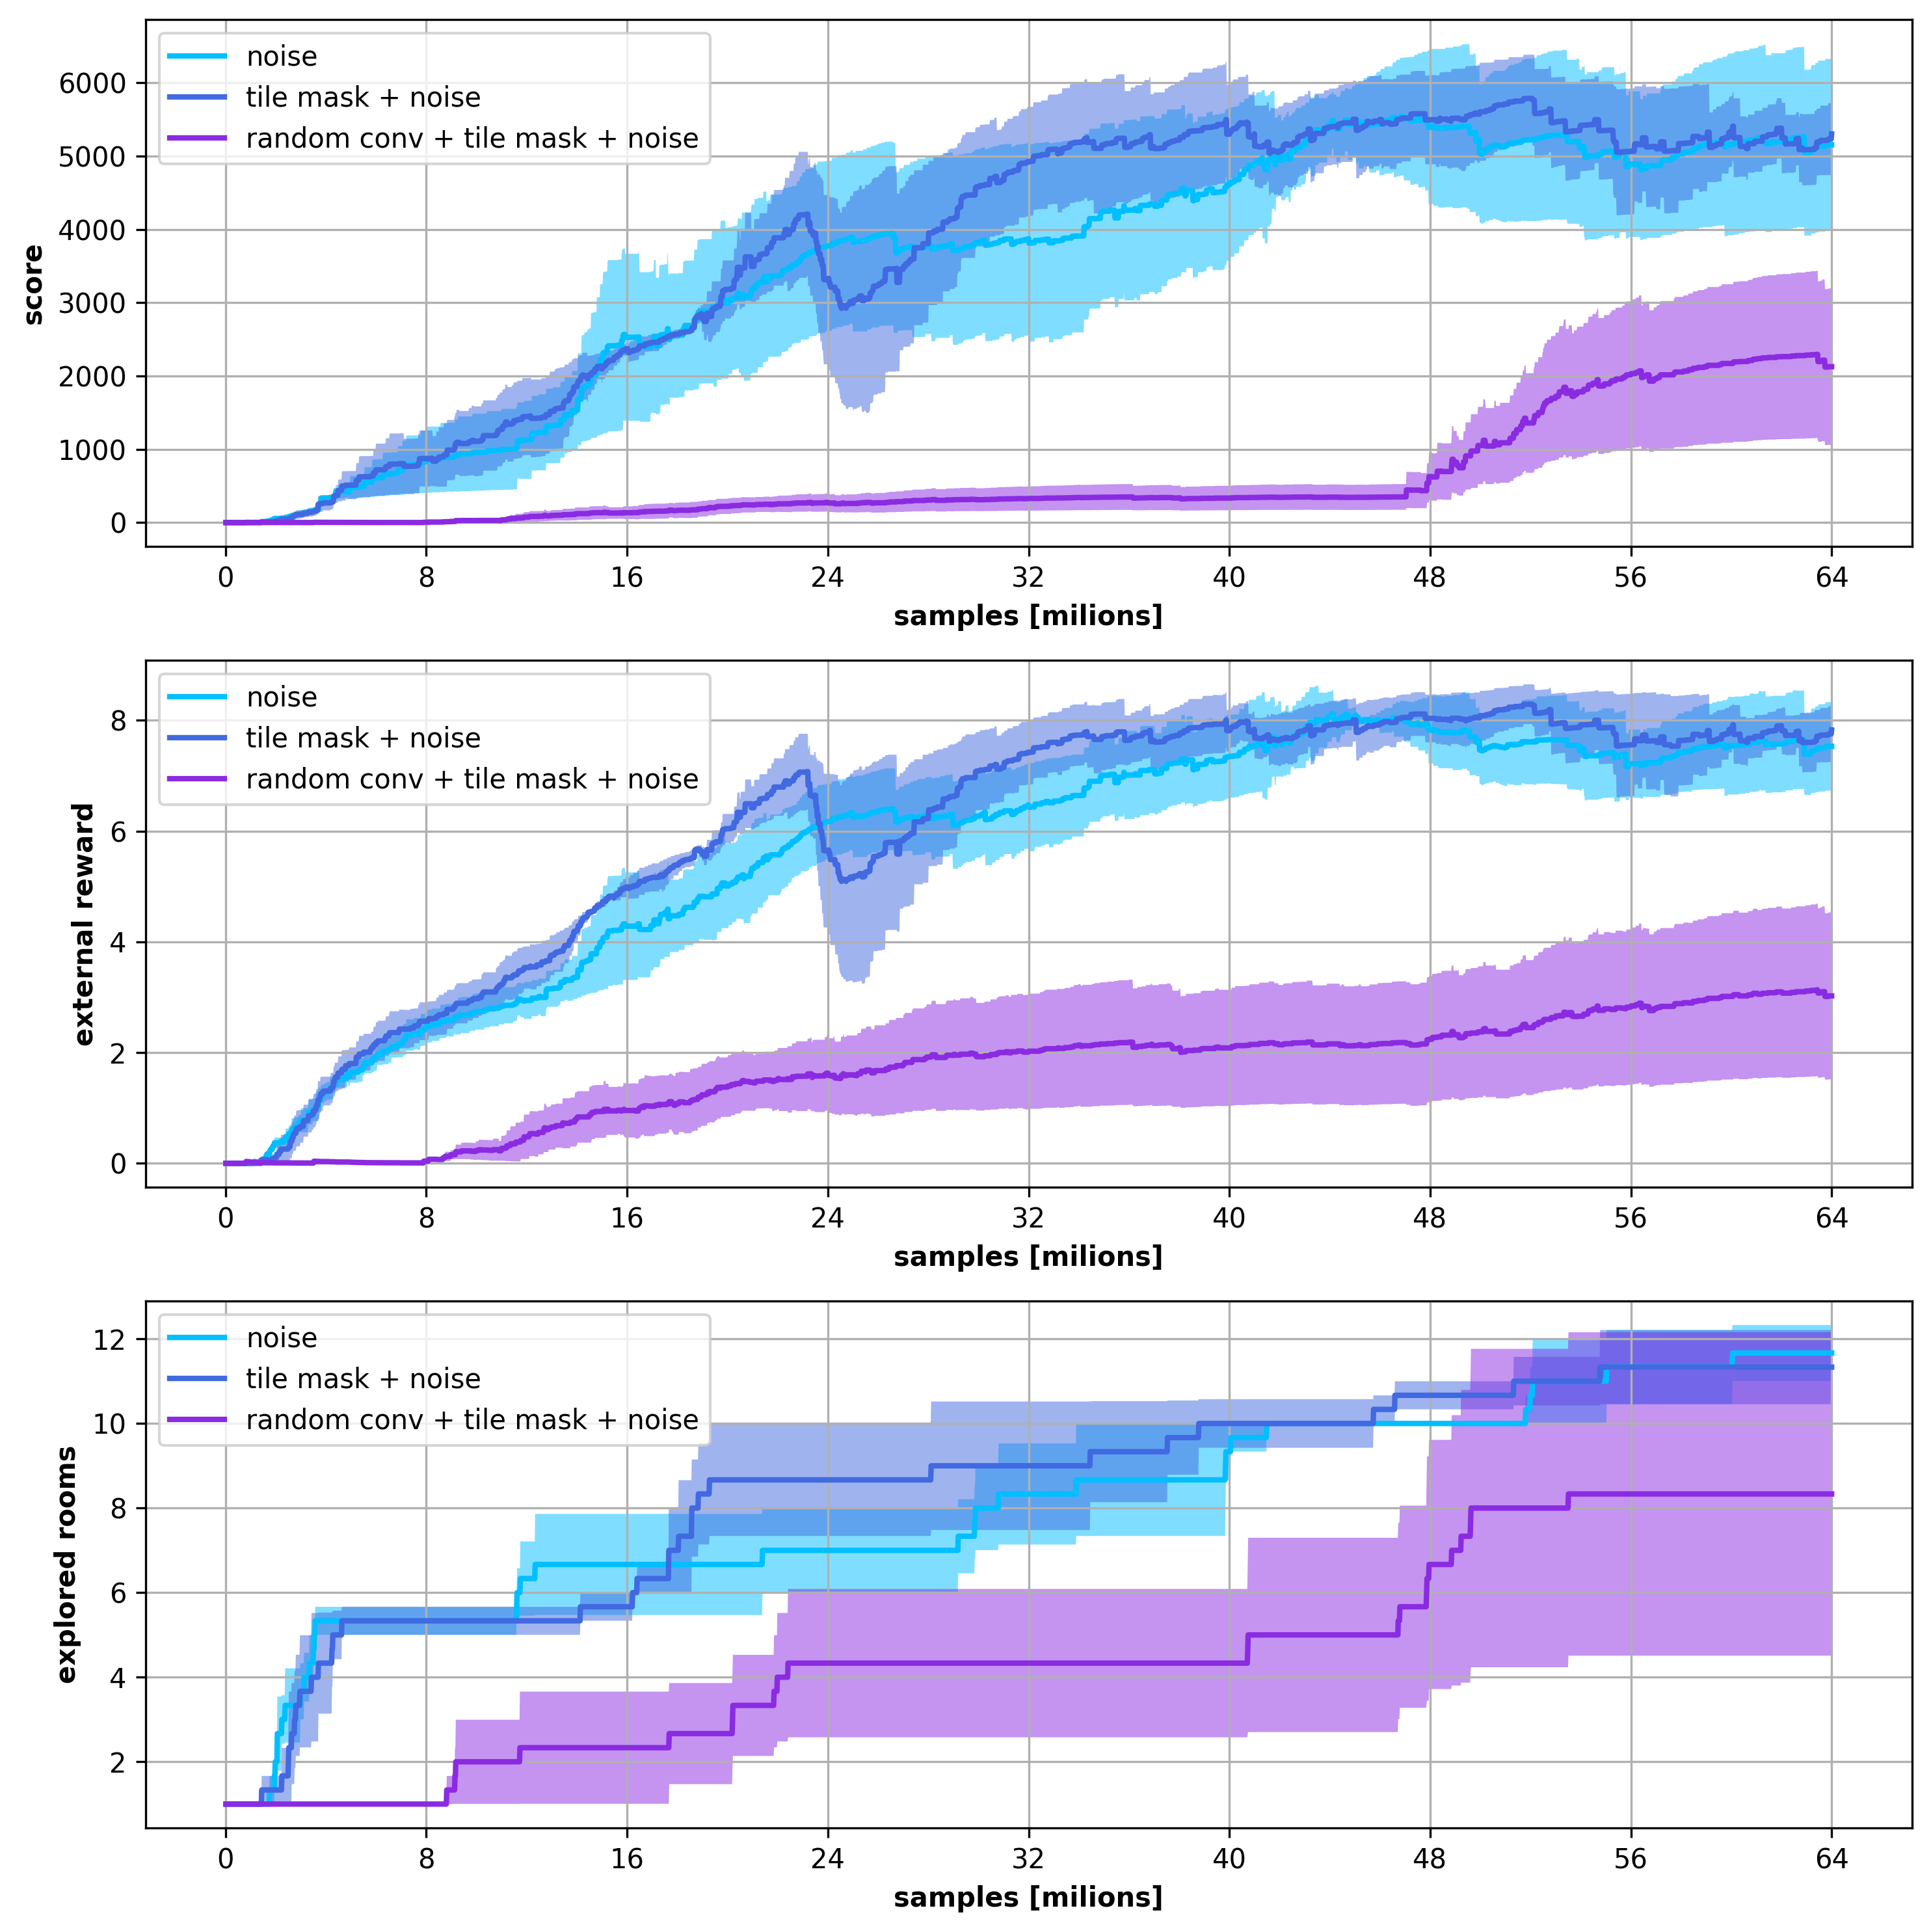 noise
tile mask + noise
random conv + tile mask + noise
score
6000
5000
4000
3000
2000
1000
0
0 8 16 24 32 40 48 56 64
samples [milions]
noise
tile mask + noise
random conv + tile mask + noise
external reward
8
6
4
2
0
0 8 16 24 32 40 48 56 64
samples [milions]
noise
tile mask + noise
random conv + tile mask + noise
explored rooms
12
10
8
6
4
2
0 8 16 24 32 40 48 56 64
samples [milions]